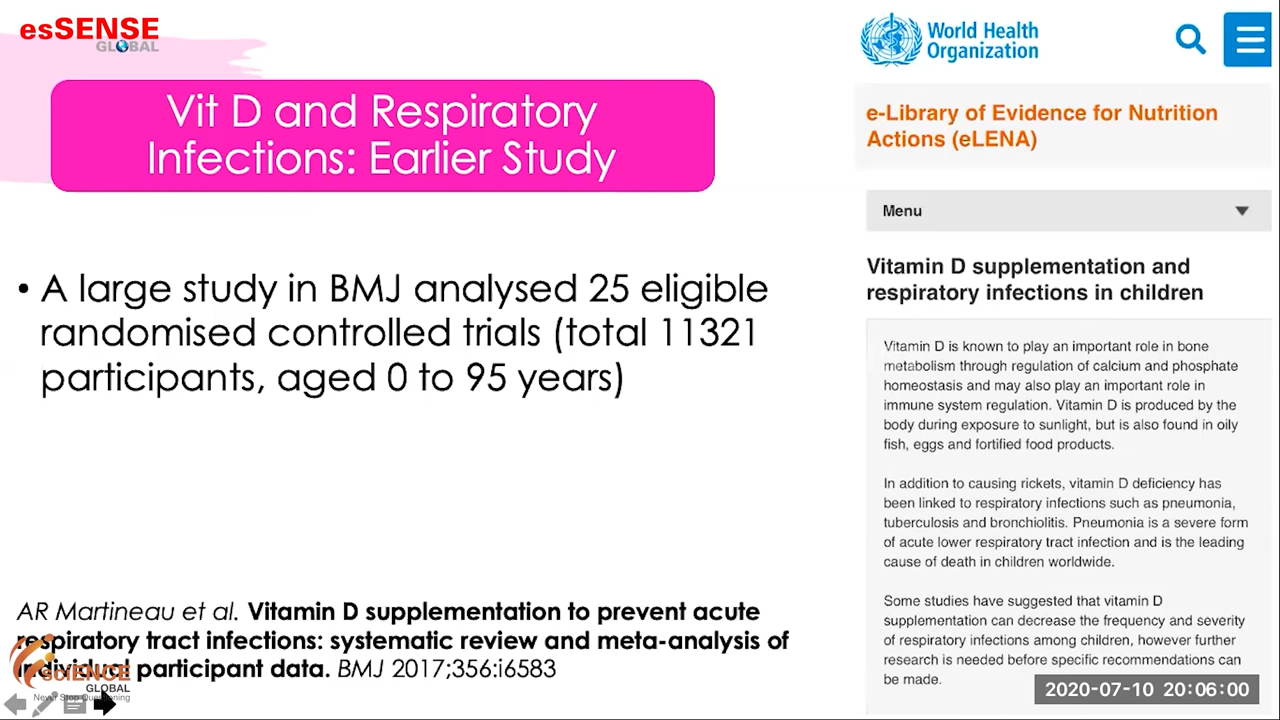 esSENSE
GLOBAL
Vit D and Respiratory
Infections: Earlier Study
• A large study in BMJ analysed 25 eligible
randomised controlled trials (total 11321
participants, aged 0 to 95 years)
AR Martineau et al. Vitamin D supplementation to prevent acute
respiratory tract infections: systematic review and meta-analysis of
individual participant data. BMJ 2017;356:i6583
sciENCE
GLOBAL
Never Stop Questioning
World Health
Organization
e-Library of Evidence for Nutrition
Actions (eLENA)
Menu
Vitamin D supplementation and
respiratory infections in children
Vitamin D is known to play an important role in bone
metabolism through regulation of calcium and phosphate
homeostasis and may also play an important role in
immune system regulation. Vitamin D is produced by the
body during exposure to sunlight, but is also found in oily
fish, eggs and fortified food products.
In addition to causing rickets, vitamin D deficiency has
been linked to respiratory infections such as pneumonia,
tuberculosis and bronchiolitis. Pneumonia is a severe form
of acute lower respiratory tract infection and is the leading
cause of death in children worldwide.
Some studies have suggested that vitamin D
supplementation can decrease the frequency and severity
of respiratory infections among children, however further
research is needed before specific recommendations can
be made.
2020-07-10 20:06:00